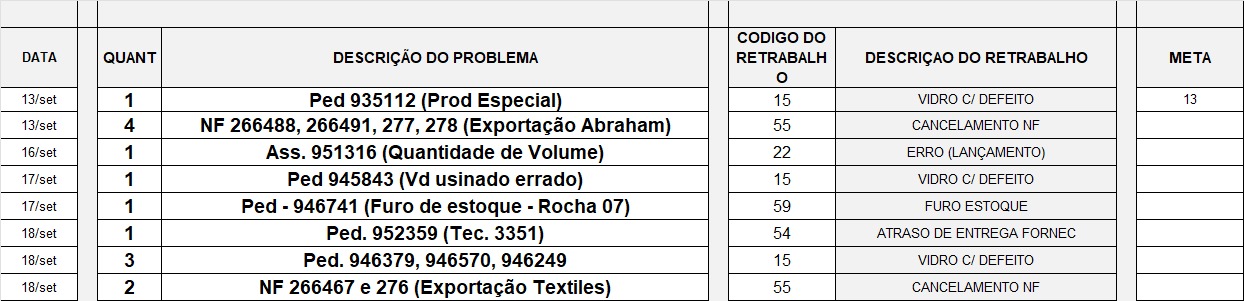 DATA QUANT DESCRIÇÃO DO PROBLEMA CODIGO DO RETRABALHO DESCRIÇAO DO RETRABALHO META
13/set 1 Ped 935112 (Prod Especial) 15 VIDRO C/ DEFEITO 13
13/set 4 NF 266488, 266491, 277, 278 (Exportação Abraham) 55 CANCELAMENTO NF
16/set 1 Ass. 951316 (Quantidade de Volume) 22 ERRO (LANÇAMENTO)
17/set 1 Ped 945843 (Vd usinado errado) 15 VIDRO C/ DEFEITO
17/set 1 Ped - 946741 (Furo de estoque - Rocha 07) 59 FURO ESTOQUE
18/set 1 Ped. 952359 (Tec. 3351) 54 ATRASO DE ENTREGA FORNEC
18/set 3 Ped. 946379, 946570, 946249 15 VIDRO C/ DEFEITO
18/set 2 NF 266467 e 276 (Exportação Textiles) 55 CANCELAMENTO NF